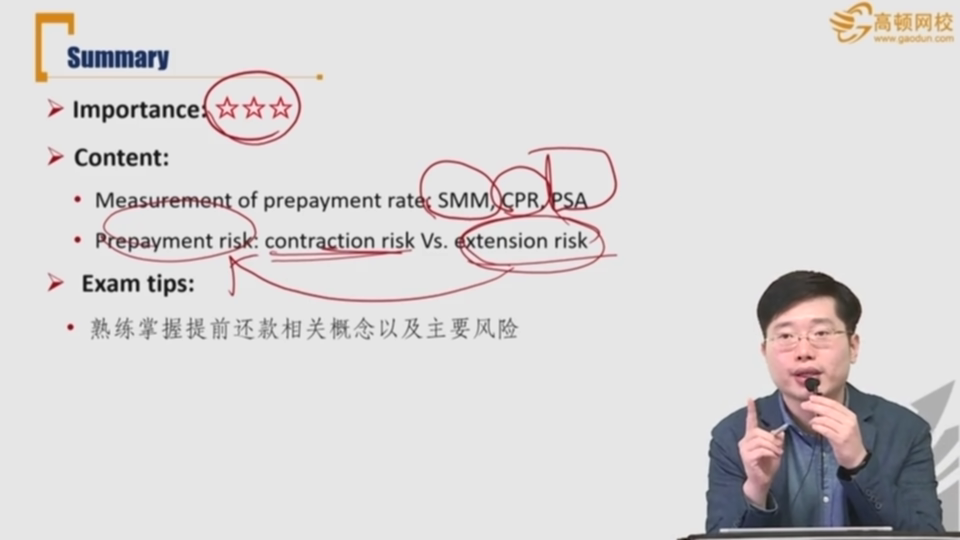 高顿网校
www.gaodun.com
Summary
Importance: ☆☆☆
Content:
Measurement of prepayment rate: SMM, CPR, PSA
Prepayment risk: contraction risk Vs. extension risk
Exam tips:
熟练掌握提前还款相关概念以及主要风险